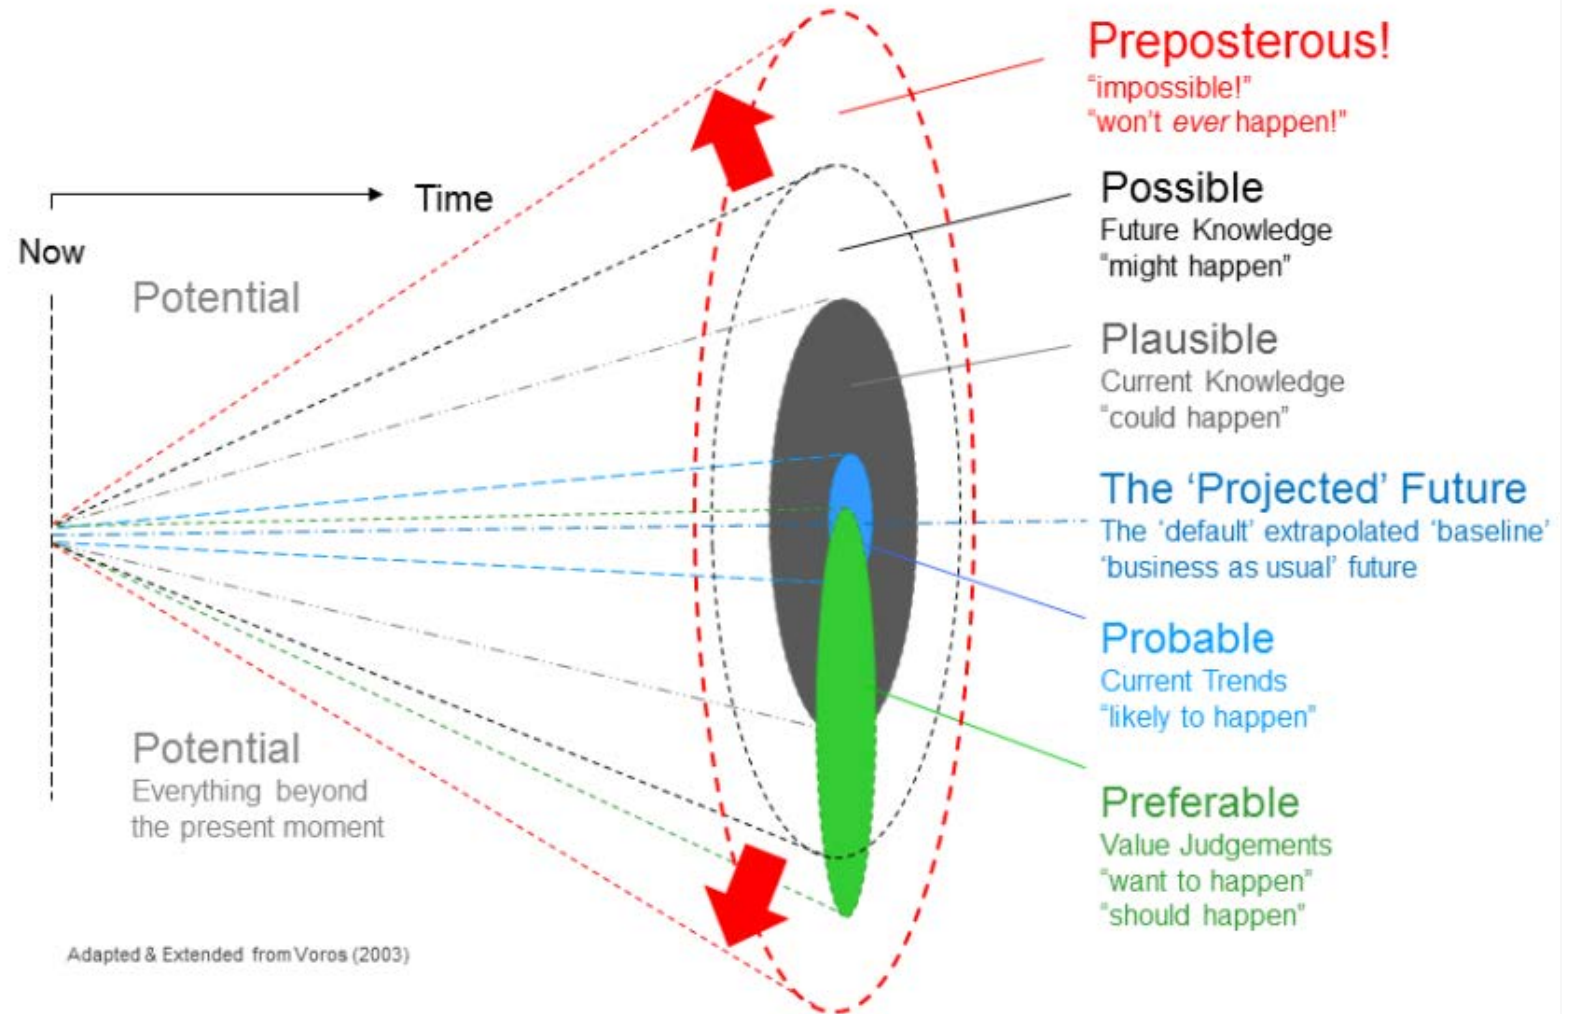 Preposterous!
“impossible!”
“won’t ever happen!”
Time
Now
Potential
Possible
Future Knowledge
“might happen”
Plausible
Current Knowledge
“could happen”
The ‘Projected’ Future
The ‘default’ extrapolated ‘baseline’
‘business as usual’ future
Probable
Current Trends
“likely to happen”
Potential
Everything beyond
the present moment
Preferable
Value Judgements
“want to happen”
“should happen”
Adapted & Extended from Voros (2003)